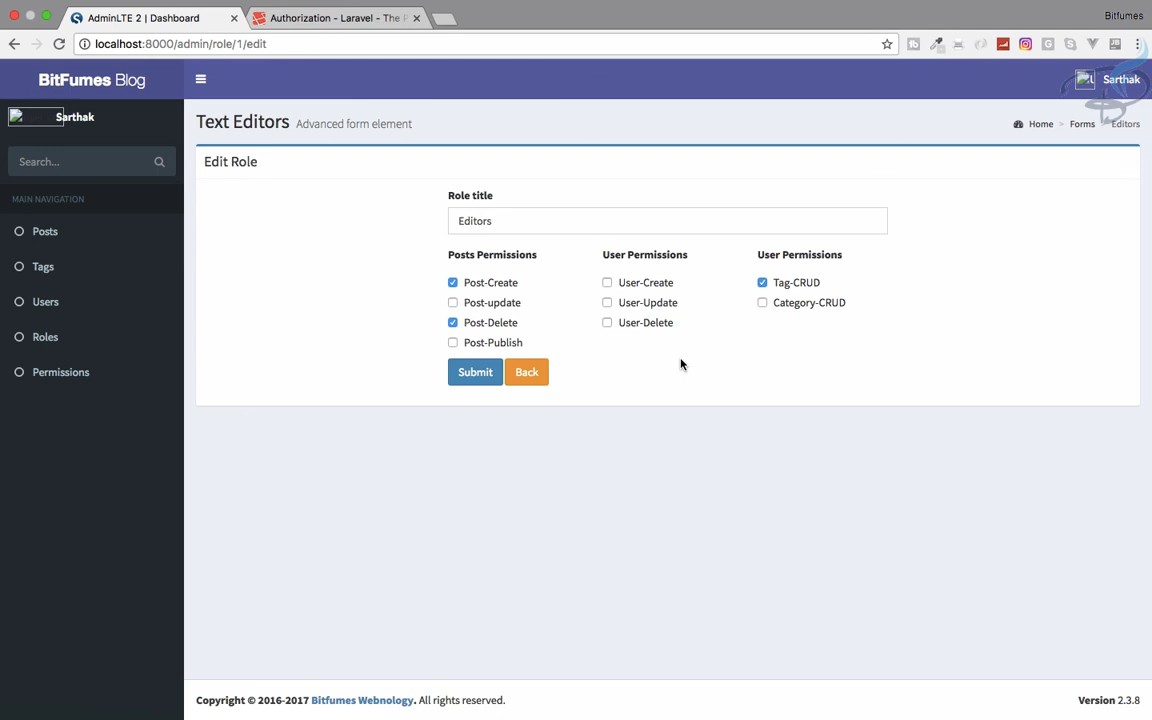 AdminLTE 2 | Dashboard
Authorization - Laravel - The P
Bitfumes
localhost:8000/admin/role/1/edit
BitFumes Blog
Sarthak
Sarthak
Text Editors Advanced form element
Home > Forms > Editors
Search...
Edit Role
MAIN NAVIGATION
Posts
Tags
Users
Roles
Permissions
Role title
Editors
Posts Permissions
Post-Create
Post-update
Post-Delete
Post-Publish
User Permissions
User-Create
User-Update
User-Delete
User Permissions
Tag-CRUD
Category-CRUD
Submit
Back
Copyright © 2016-2017 Bitfumes Webnology. All rights reserved.
Version 2.3.8